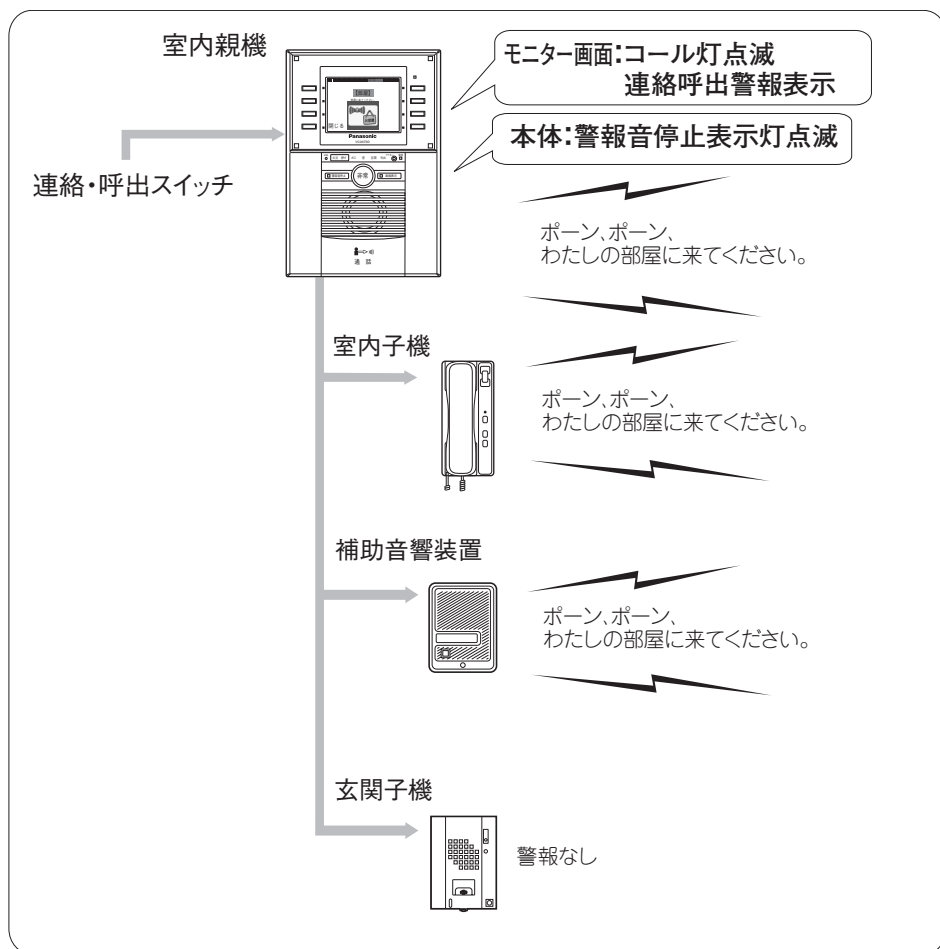 室内親機
モニター画面:コール灯点滅
連絡呼出警報表示
本体:警報音停止表示灯点滅
連絡・呼出スイッチ
閉じる
Panasonic
非常
通話
ポーン、ポーン、
わたしの部屋に来てください。
室内子機
ポーン、ポーン、
わたしの部屋に来てください。
補助音響装置
ポーン、ポーン、
わたしの部屋に来てください。
玄関子機
警報なし